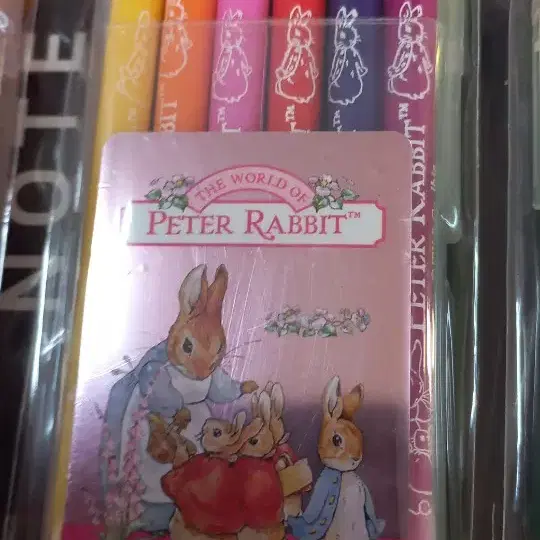 NOTE
THE WORLD OF
PETER RABBIT™
PETER RABBIT™